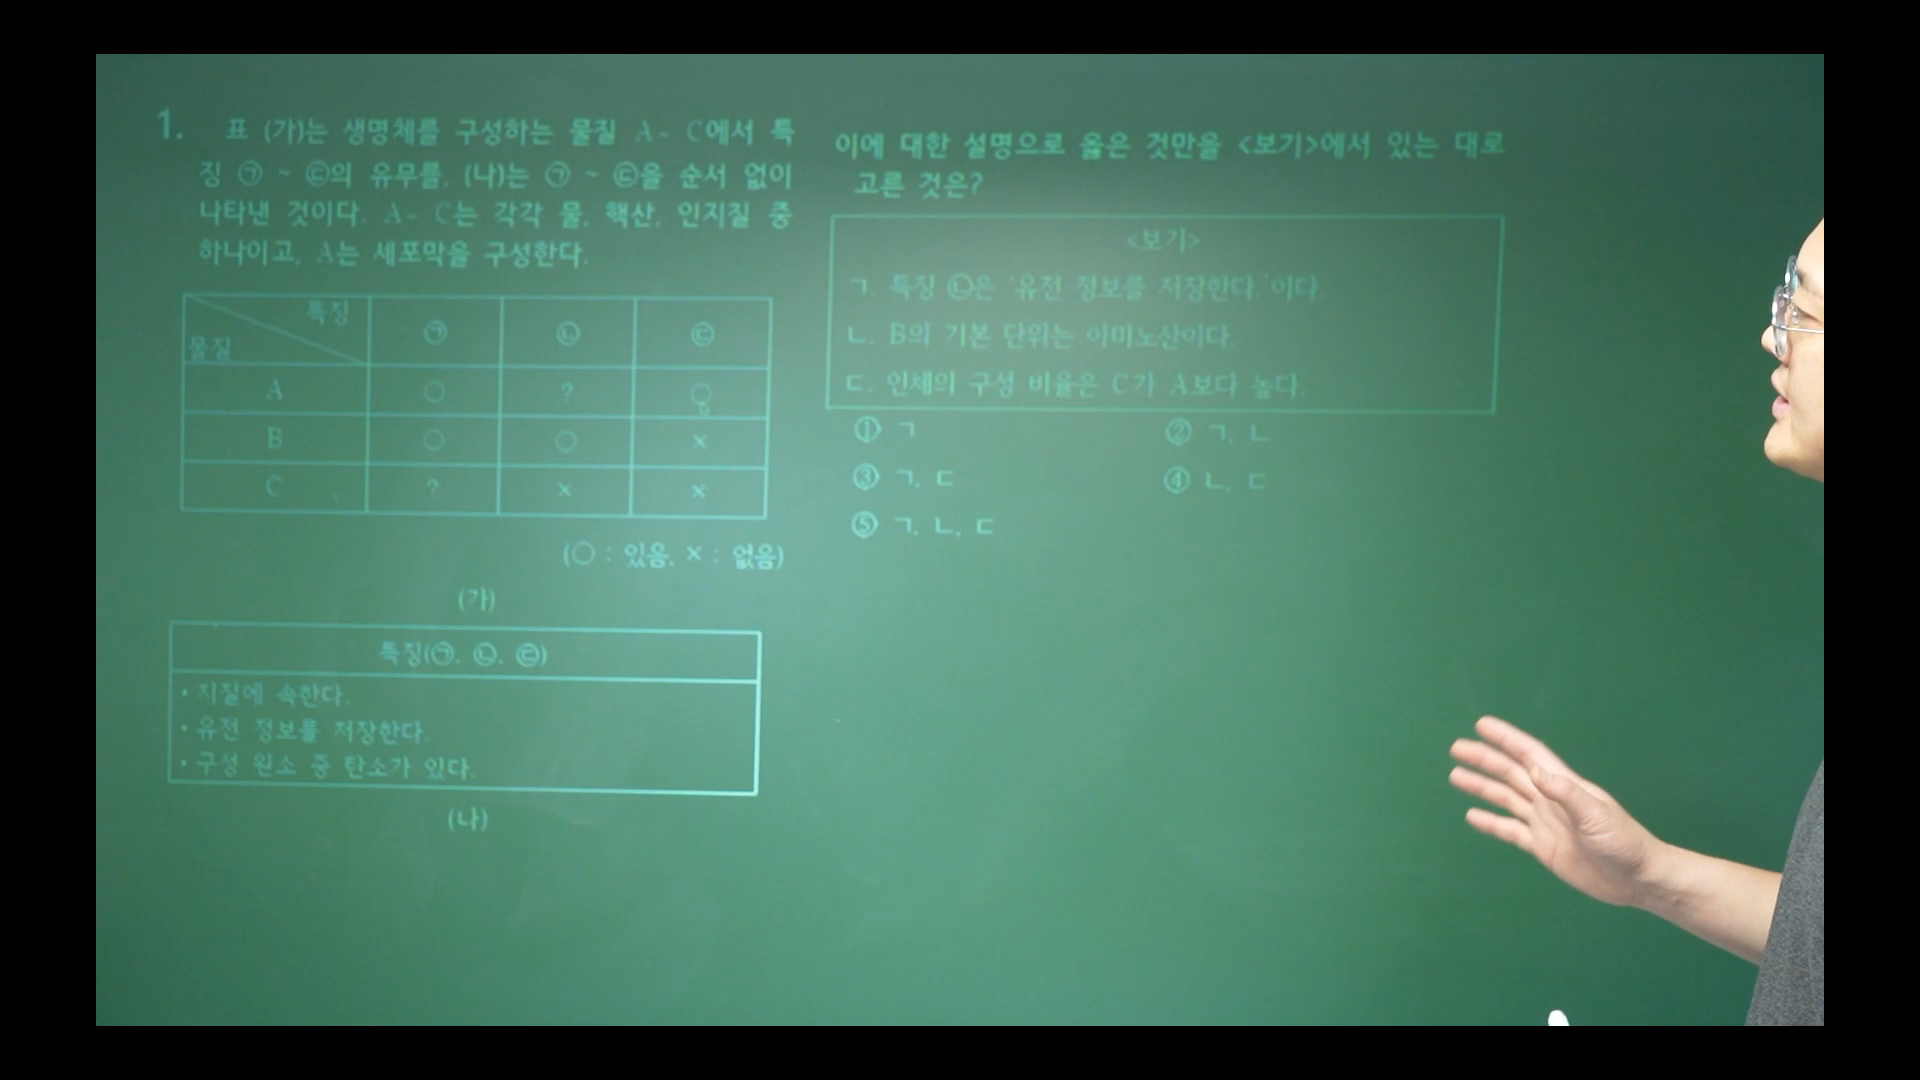 1. 표 (가)는 생명체를 구성하는 물질 A~ C에서 특
징 ㉠ ~ ㉢의 유무를, (나)는 ㉠ ~ ㉢을 순서 없이
나타낸 것이다. A~ C는 각각 물, 핵산, 인지질 중
하나이고, A는 세포막을 구성한다.
특징
물질
㉠ ㉡ ㉢
A ○ ? ○
B ○ ○ ×
C ? × ×
(○ : 있음, × : 없음)
(가)
특징(㉠, ㉡, ㉢)
• 지질에 속한다.
• 유전 정보를 저장한다.
• 구성 원소 중 탄소가 있다.
(나)
이에 대한 설명으로 옳은 것만을 <보기>에서 있는 대로
고른 것은?
<보기>
ㄱ. 특징 ㉡은 '유전 정보를 저장한다.'이다.
ㄴ. B의 기본 단위는 아미노산이다.
ㄷ. 인체의 구성 비율은 C가 A보다 높다.
① ㄱ ② ㄱ, ㄴ
③ ㄱ, ㄷ ④ ㄴ, ㄷ
⑤ ㄱ, ㄴ, ㄷ